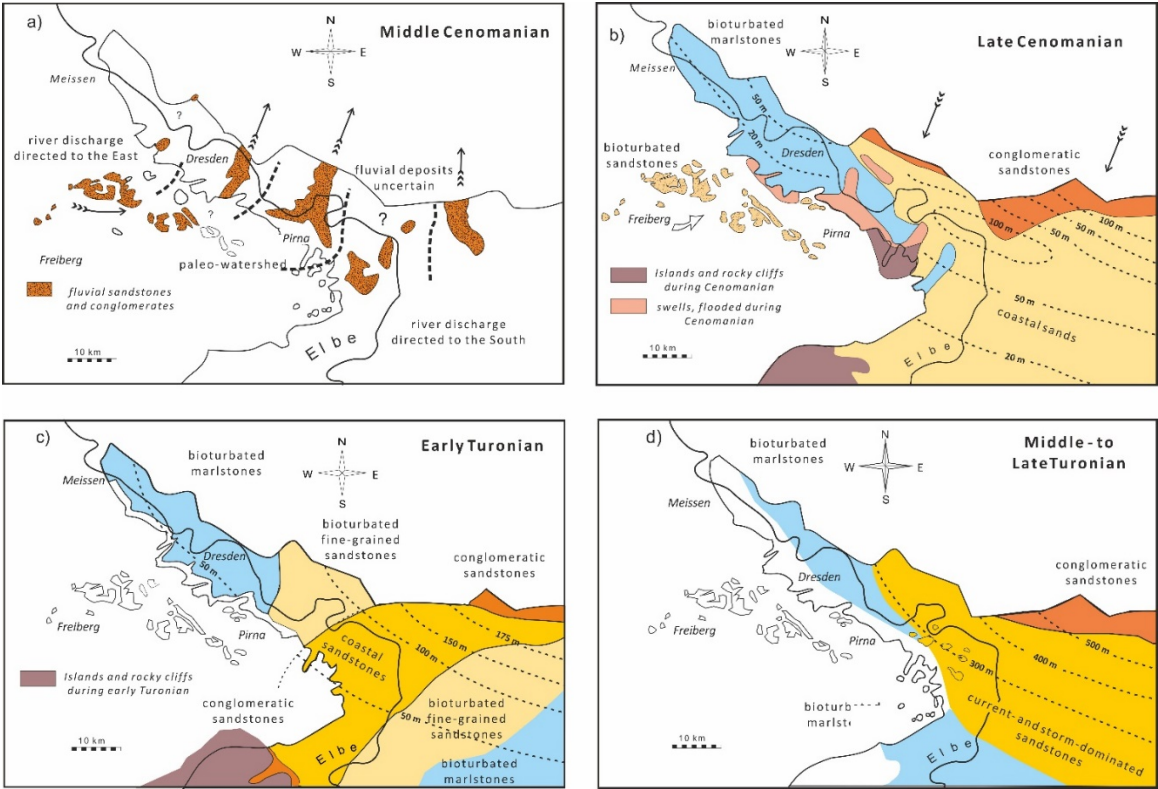 a)
Middle Cenomanian
N
W E
S
Meissen
?
river discharge
directed to the East
Dresden
fluvial deposits
uncertain
?
?
Pirna
paleo-watershed
Freiberg
fluvial sandstones
and conglomerates
river discharge
directed to the South
Elbe
10 km
b)
bioturbated
marlstones
Late Cenomanian
N
W E
S
Meissen
50 m
20 m
Dresden
bioturbated
sandstones
conglomeratic
sandstones
Freiberg
Pirna
100 m
50 m
100 m
50 m
islands and rocky cliffs
during Cenomanian
swells, flooded during
Cenomanian
50 m
coastal sands
20 m
Elbe
10 km
c)
Early Turonian
bioturbated
marlstones
N
W E
S
Meissen
bioturbated
fine-grained
sandstones
Dresden
50 m
conglomeratic
sandstones
Freiberg
Pirna
175 m
150 m
100 m
coastal
sandstones
Islands and rocky cliffs
during early Turonian
conglomeratic
sandstones
50 m
bioturbated
fine-grained
sandstones
Elbe
bioturbated
marlstones
10 km
d)
bioturbated
marlstones
Middle - to
Late Turonian
N
W E
S
Meissen
Dresden
conglomeratic
sandstones
Freiberg
Pirna
500 m
400 m
300 m
current-and storm-dominated
sandstones
Elbe
10 km